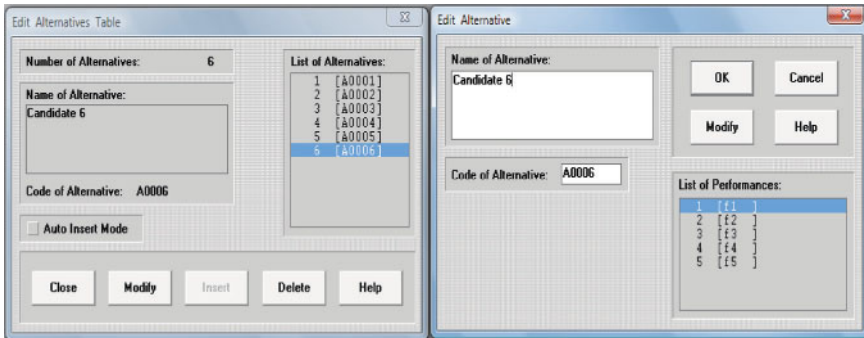 Edit Alternatives Table
Number of Alternatives: 6
Name of Alternative:
Candidate 6
Code of Alternative: A0006
Auto Insert Mode
List of Alternatives:
1 [A0001]
2 [A0002]
3 [A0003]
4 [A0004]
5 [A0005]
6 [A0006]
Close Modify Insert Delete Help
Edit Alternative
Name of Alternative:
Candidate 6
Code of Alternative: A0006
OK Cancel
Modify Help
List of Performances:
1 [f1 ]
2 [f2 ]
3 [f3 ]
4 [f4 ]
5 [f5 ]